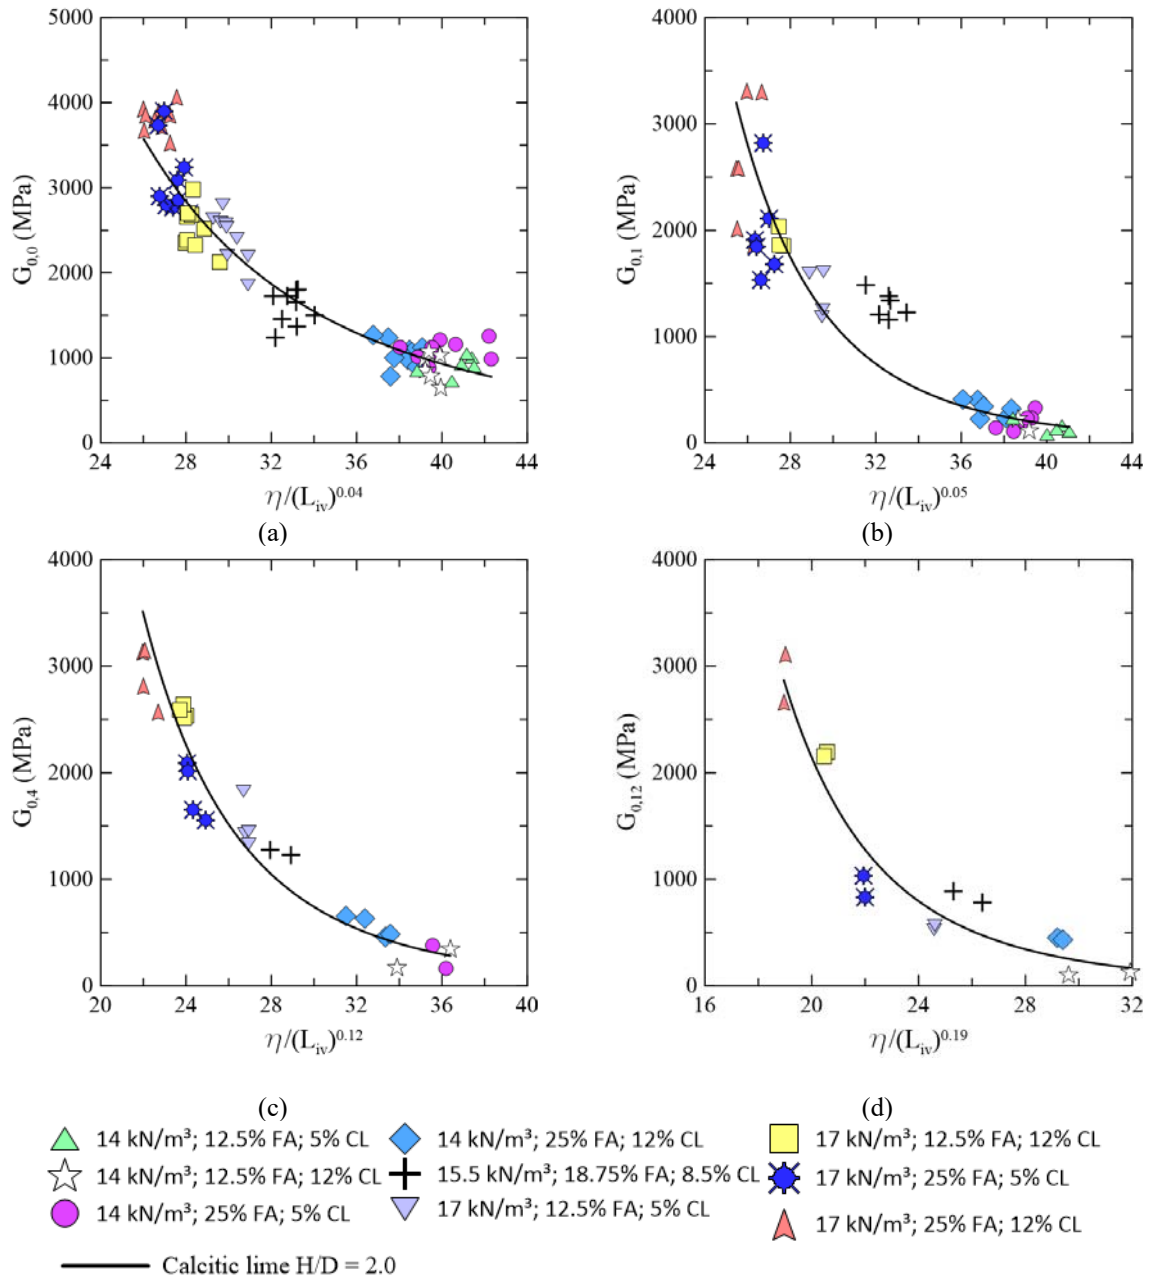 5000
4000
3000
2000
1000
0
G0,0 (MPa)
24 28 32 36 40 44
η/(Liv)^0.04
(a)
4000
3000
2000
1000
0
G0,1 (MPa)
24 28 32 36 40 44
η/(Liv)^0.05
(b)
4000
3000
2000
1000
0
G0,4 (MPa)
20 24 28 32 36 40
η/(Liv)^0.12
(c)
4000
3000
2000
1000
0
G0,12 (MPa)
16 20 24 28 32
η/(Liv)^0.19
(d)
14 kN/m³; 12.5% FA; 5% CL
14 kN/m³; 12.5% FA; 12% CL
14 kN/m³; 25% FA; 5% CL
14 kN/m³; 25% FA; 12% CL
15.5 kN/m³; 18.75% FA; 8.5% CL
17 kN/m³; 12.5% FA; 5% CL
17 kN/m³; 12.5% FA; 12% CL
17 kN/m³; 25% FA; 5% CL
17 kN/m³; 25% FA; 12% CL
Calcitic lime H/D = 2.0